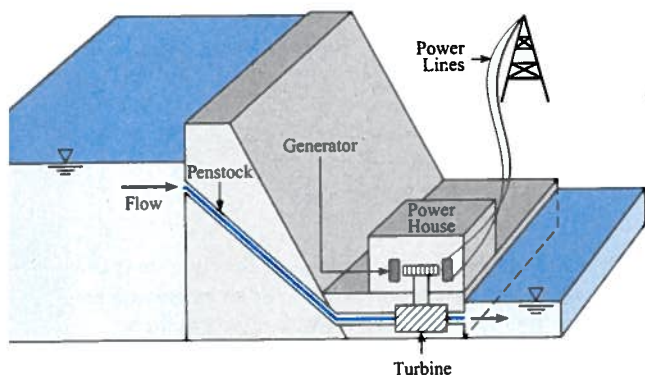 Power
Lines
Generator
Penstock
Flow
Power
House
Turbine